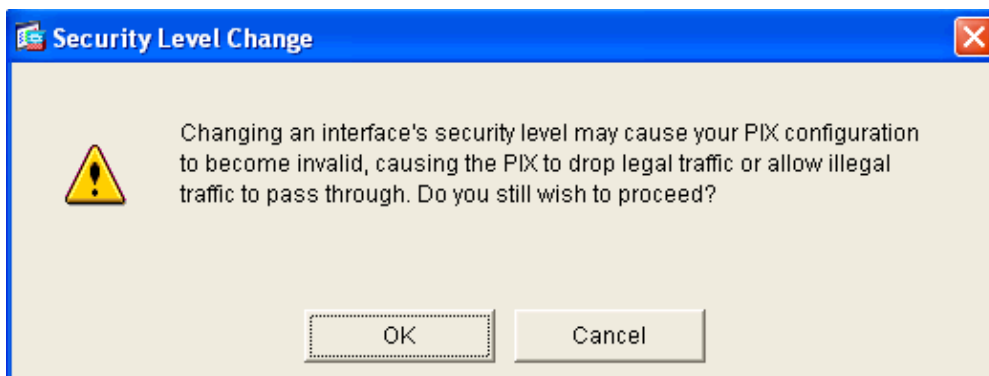 Security Level Change
Changing an interface's security level may cause your PIX configuration
to become invalid, causing the PIX to drop legal traffic or allow illegal
traffic to pass through. Do you still wish to proceed?
OK
Cancel